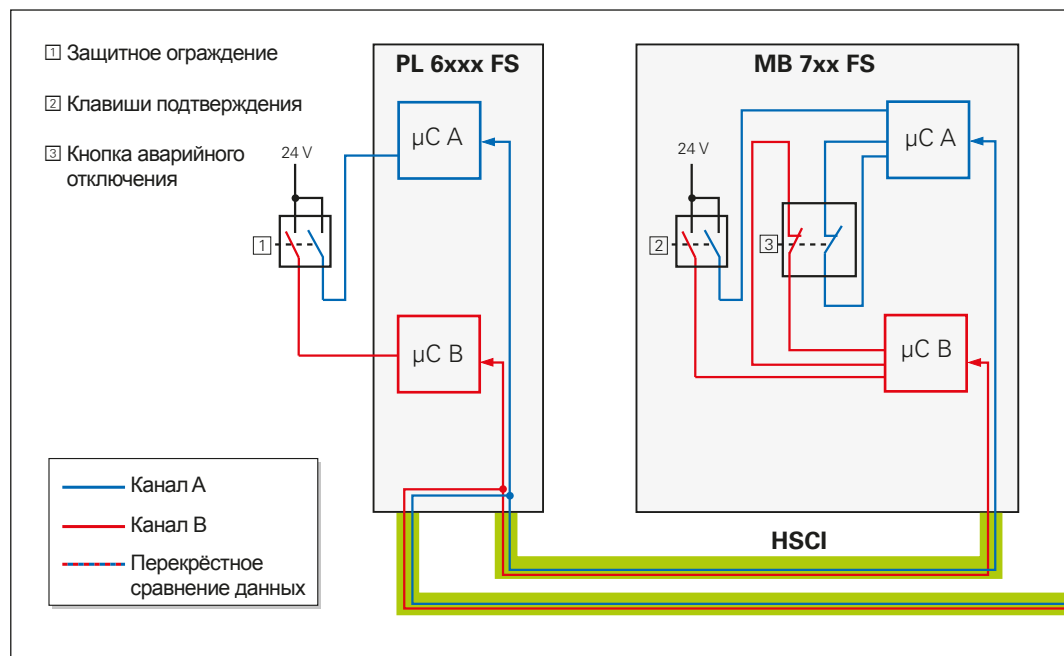 1 Защитное ограждение
2 Клавиши подтверждения
3 Кнопка аварийного
отключения
PL 6xxx FS
µC A
24 V
1
µC B
MB 7xx FS
µC A
24 V
2
3
µC B
HSCI
Канал A
Канал B
Перекрёстное
сравнение данных